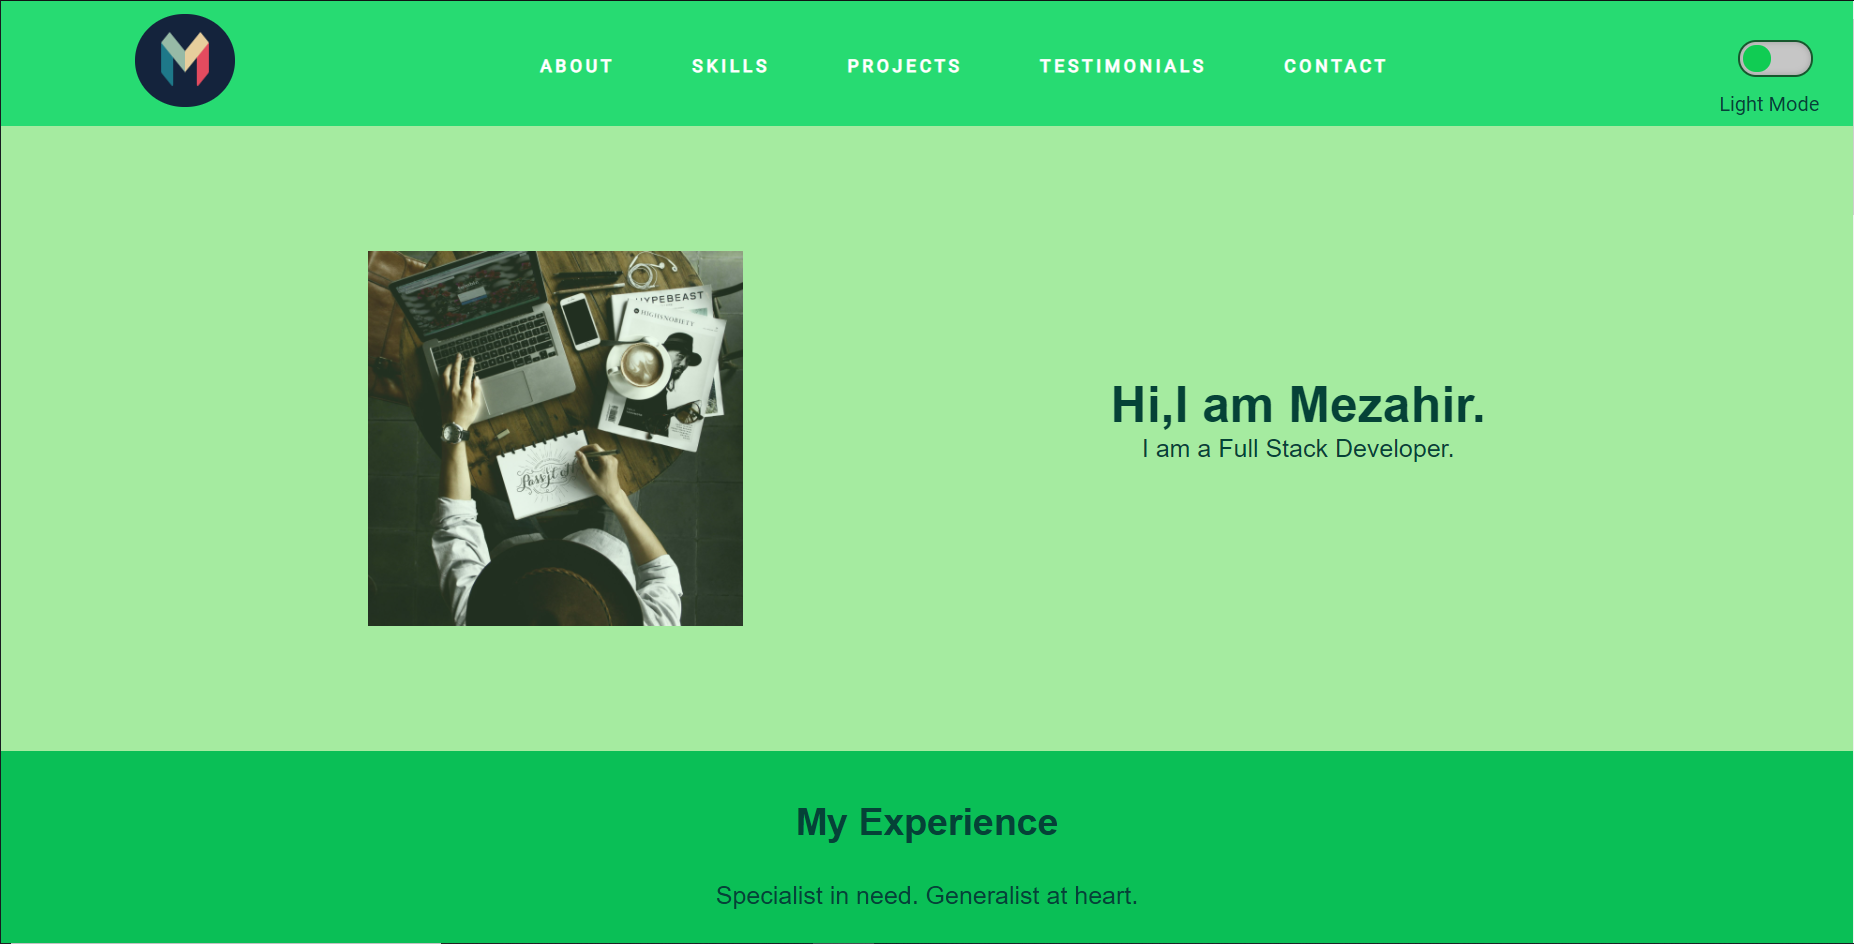 M
ABOUT SKILLS PROJECTS TESTIMONIALS CONTACT
Light Mode
HYPEBEAST
HIGHSNOBIETY
Hi,I am Mezahir.
I am a Full Stack Developer.
My Experience
Specialist in need. Generalist at heart.